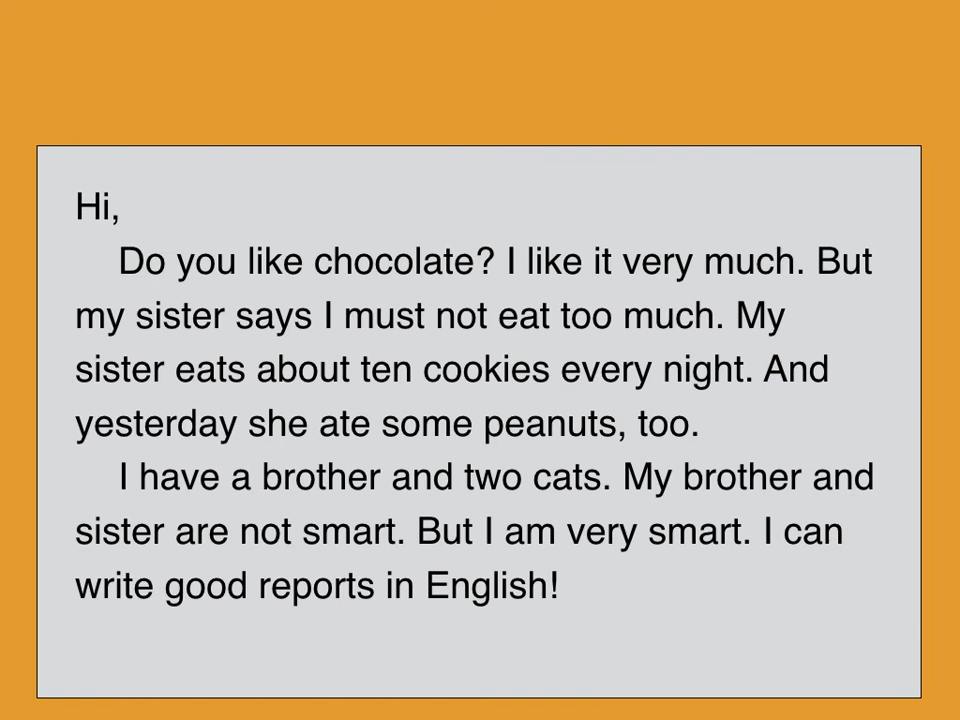 Hi,
Do you like chocolate? I like it very much. But
my sister says I must not eat too much. My
sister eats about ten cookies every night. And
yesterday she ate some peanuts, too.
I have a brother and two cats. My brother and
sister are not smart. But I am very smart. I can
write good reports in English!